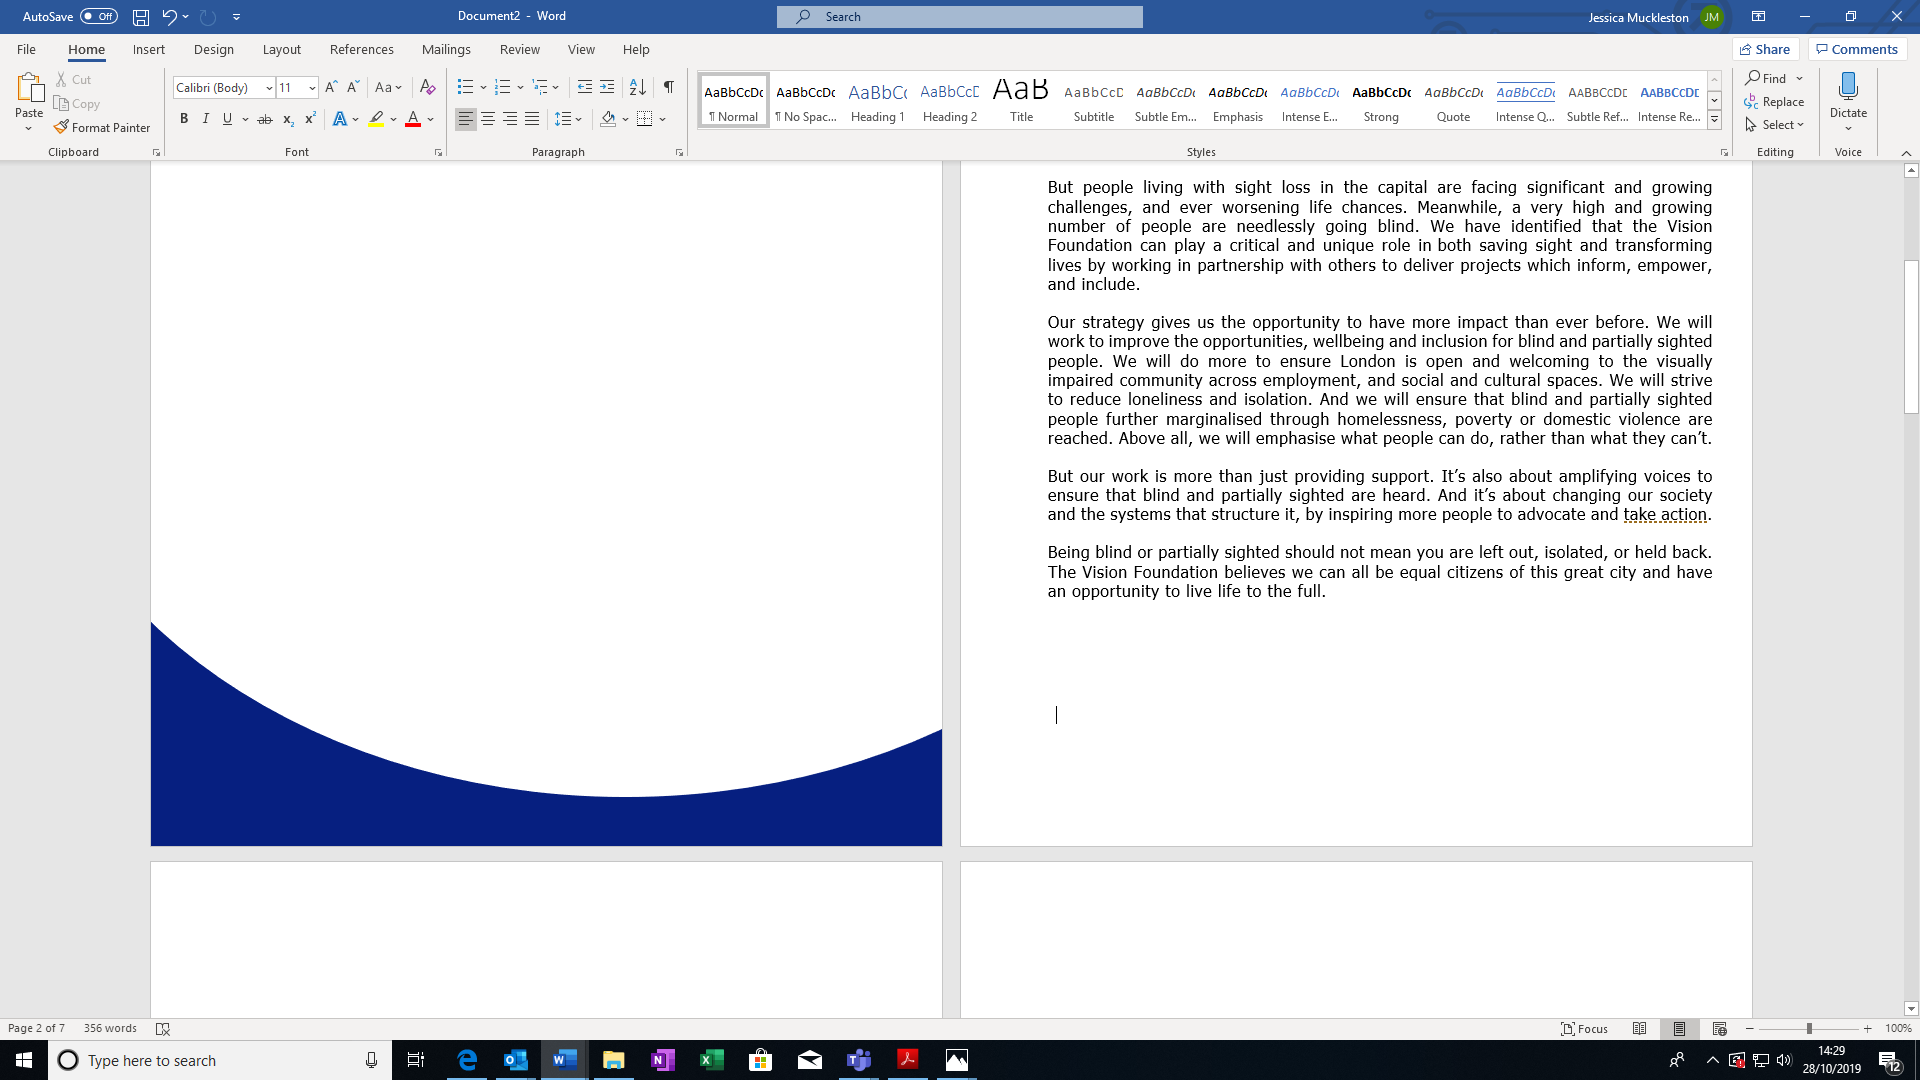 AutoSave Off Document2 - Word Search Jessica Muckleston JM
File Home Insert Design Layout References Mailings Review View Help Share Comments
Paste Cut Copy Format Painter Clipboard
Calibri (Body) 11 Font
Paragraph
AaBbCcDc AaBbCcDc AaBbCc AaBbCcD AaB AaBbCcD AaBbCcDc AaBbCcDc AaBbCcDc AaBbCcDc AaBbCcDc AaBbCcDc AaBbCcDd AaBbCcDd
¶ Normal ¶ No Spac... Heading 1 Heading 2 Title Subtitle Subtle Em... Emphasis Intense E... Strong Quote Intense Q... Subtle Ref... Intense Re...
Styles
Find Replace Select Editing
Dictate Voice
But people living with sight loss in the capital are facing significant and growing
challenges, and ever worsening life chances. Meanwhile, a very high and growing
number of people are needlessly going blind. We have identified that the Vision
Foundation can play a critical and unique role in both saving sight and transforming
lives by working in partnership with others to deliver projects which inform, empower,
and include.
Our strategy gives us the opportunity to have more impact than ever before. We will
work to improve the opportunities, wellbeing and inclusion for blind and partially sighted
people. We will do more to ensure London is open and welcoming to the visually
impaired community across employment, and social and cultural spaces. We will strive
to reduce loneliness and isolation. And we will ensure that blind and partially sighted
people further marginalised through homelessness, poverty or domestic violence are
reached. Above all, we will emphasise what people can do, rather than what they can’t.
But our work is more than just providing support. It’s also about amplifying voices to
ensure that blind and partially sighted are heard. And it’s about changing our society
and the systems that structure it, by inspiring more people to advocate and take action.
Being blind or partially sighted should not mean you are left out, isolated, or held back.
The Vision Foundation believes we can all be equal citizens of this great city and have
an opportunity to live life to the full.
Page 2 of 7 356 words Focus 100%
Type here to search 14:29
28/10/2019 12